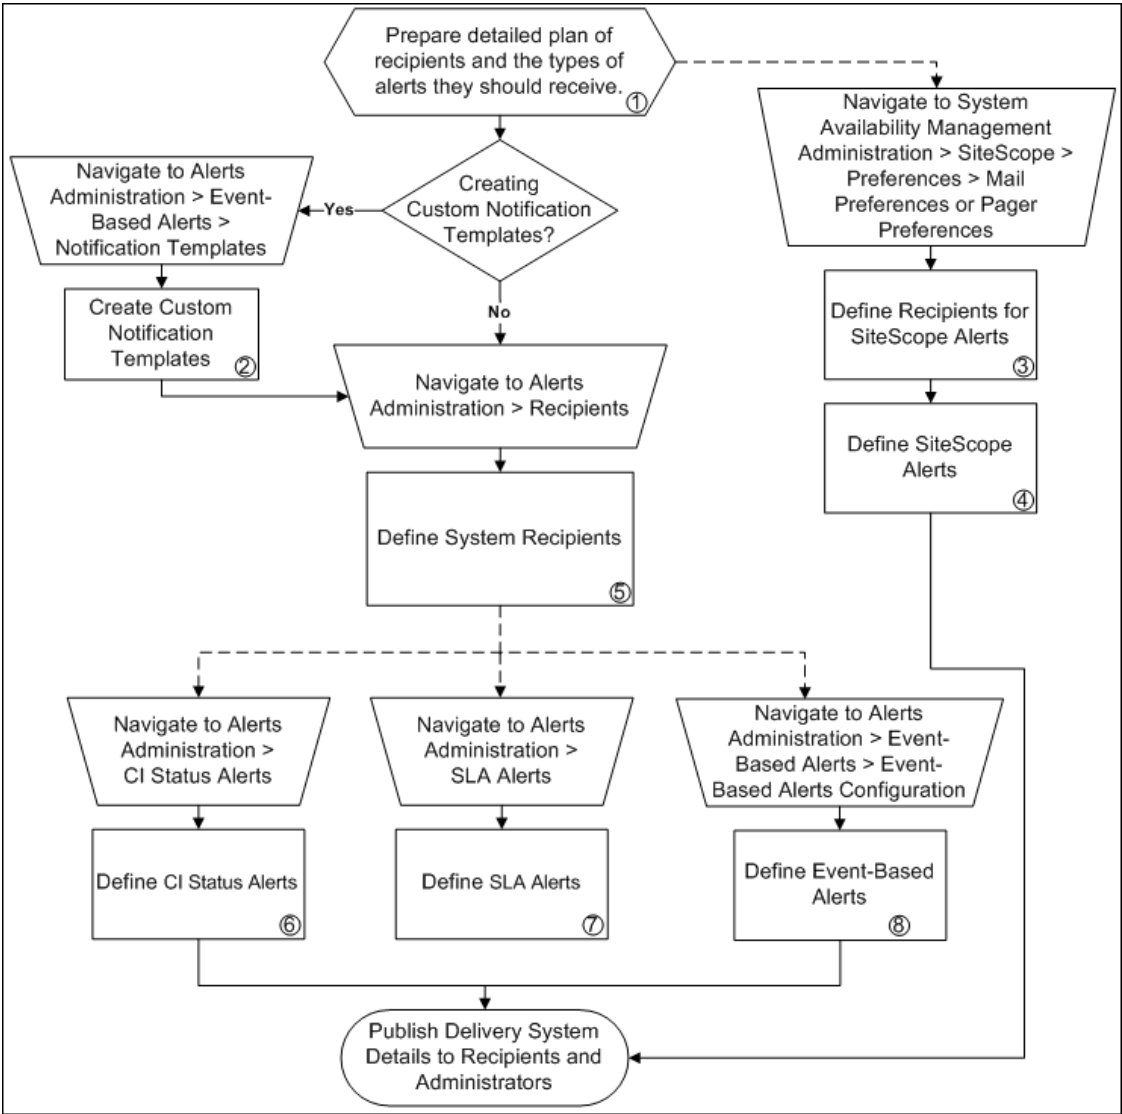 Prepare detailed plan of
recipients and the types of
alerts they should receive.
1
Navigate to System
Availability Management
Administration > SiteScope >
Preferences > Mail
Preferences or Pager
Preferences
Creating
Custom Notification
Templates?
Yes
No
Navigate to Alerts
Administration > Event-
Based Alerts >
Notification Templates
Create Custom
Notification
Templates
2
Define Recipients for
SiteScope Alerts
3
Navigate to Alerts
Administration > Recipients
Define SiteScope
Alerts
4
Define System Recipients
5
Navigate to Alerts
Administration >
CI Status Alerts
Navigate to Alerts
Administration >
SLA Alerts
Navigate to Alerts
Administration > Event-
Based Alerts > Event-
Based Alerts Configuration
Define CI Status Alerts
6
Define SLA Alerts
7
Define Event-Based
Alerts
8
Publish Delivery System
Details to Recipients and
Administrators